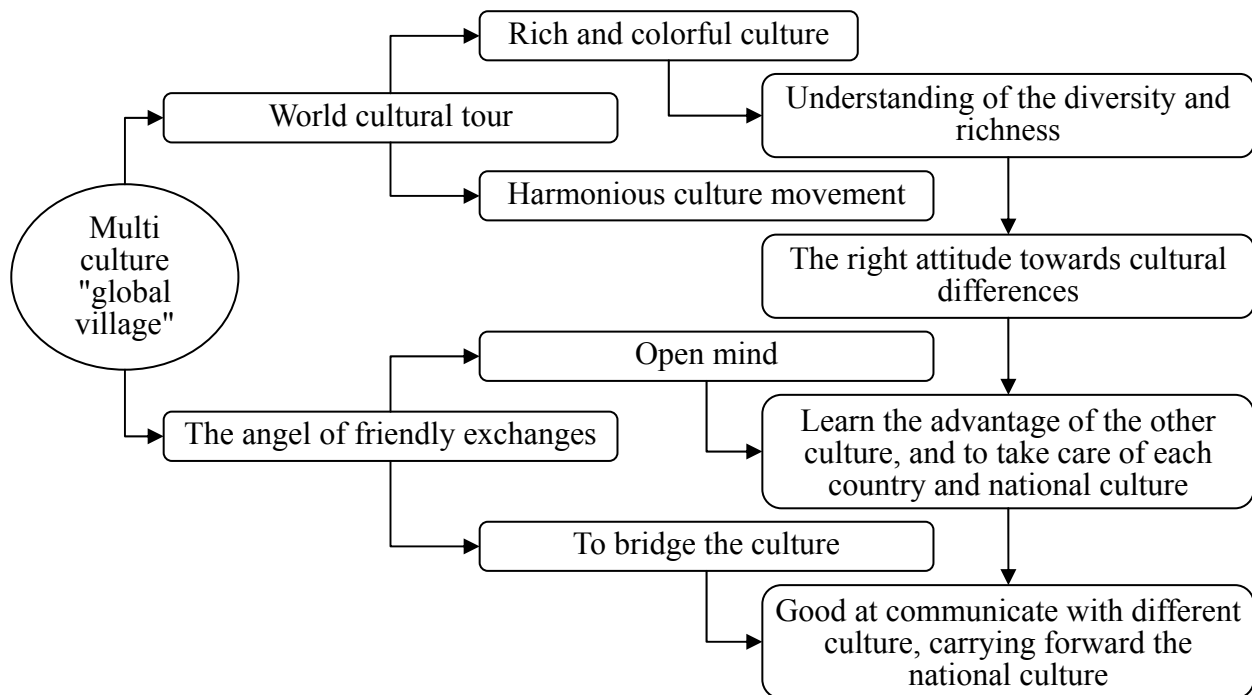 Rich and colorful culture
World cultural tour
Understanding of the diversity and
richness
Harmonious culture movement
Multi
culture
"global
village"
The right attitude towards cultural
differences
Open mind
The angel of friendly exchanges
Learn the advantage of the other
culture, and to take care of each
country and national culture
To bridge the culture
Good at communicate with different
culture, carrying forward the
national culture